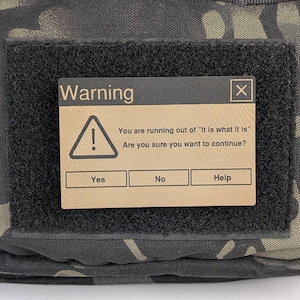 Warning
You are running out of "It is what it is"
Are you sure you want to continue?
Yes No Help